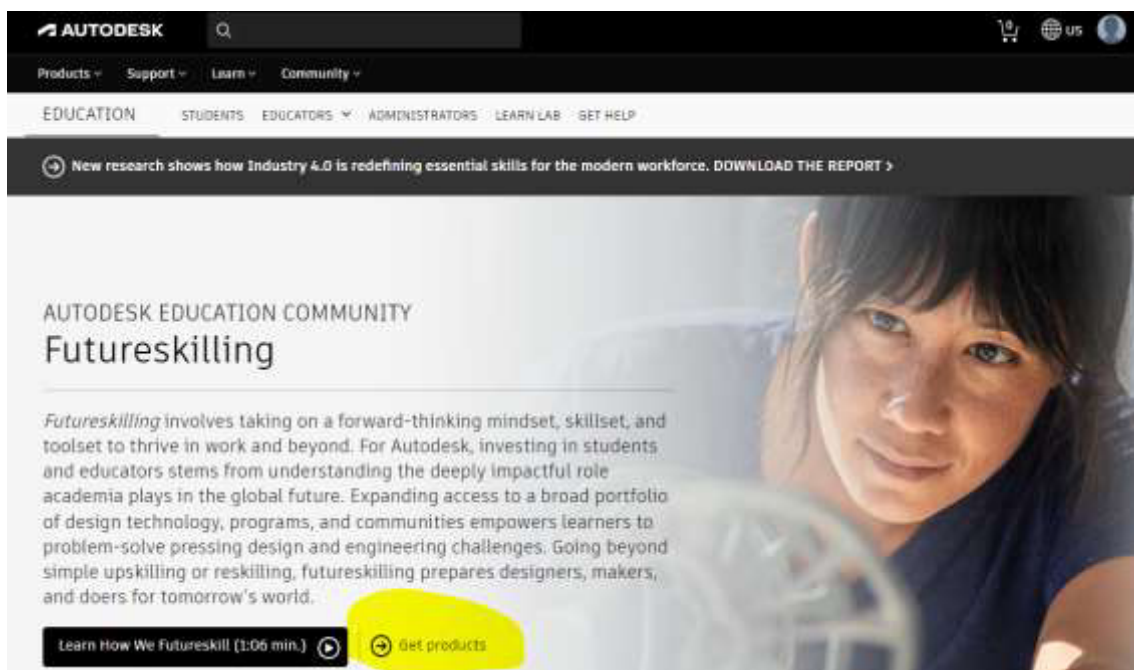 AUTODESK
0
US
Products Support Learn Community
EDUCATION STUDENTS EDUCATORS ADMINISTRATORS LEARN LAB GET HELP
New research shows how Industry 4.0 is redefining essential skills for the modern workforce. DOWNLOAD THE REPORT >
AUTODESK EDUCATION COMMUNITY
Futureskilling
Futureskilling involves taking on a forward-thinking mindset, skillset, and
toolset to thrive in work and beyond. For Autodesk, investing in students
and educators stems from understanding the deeply impactful role
academia plays in the global future. Expanding access to a broad portfolio
of design technology, programs, and communities empowers learners to
problem-solve pressing design and engineering challenges. Going beyond
simple upskilling or reskilling, futureskilling prepares designers, makers,
and doers for tomorrow's world.
Learn How We Futureskill (1:06 min.) Get products